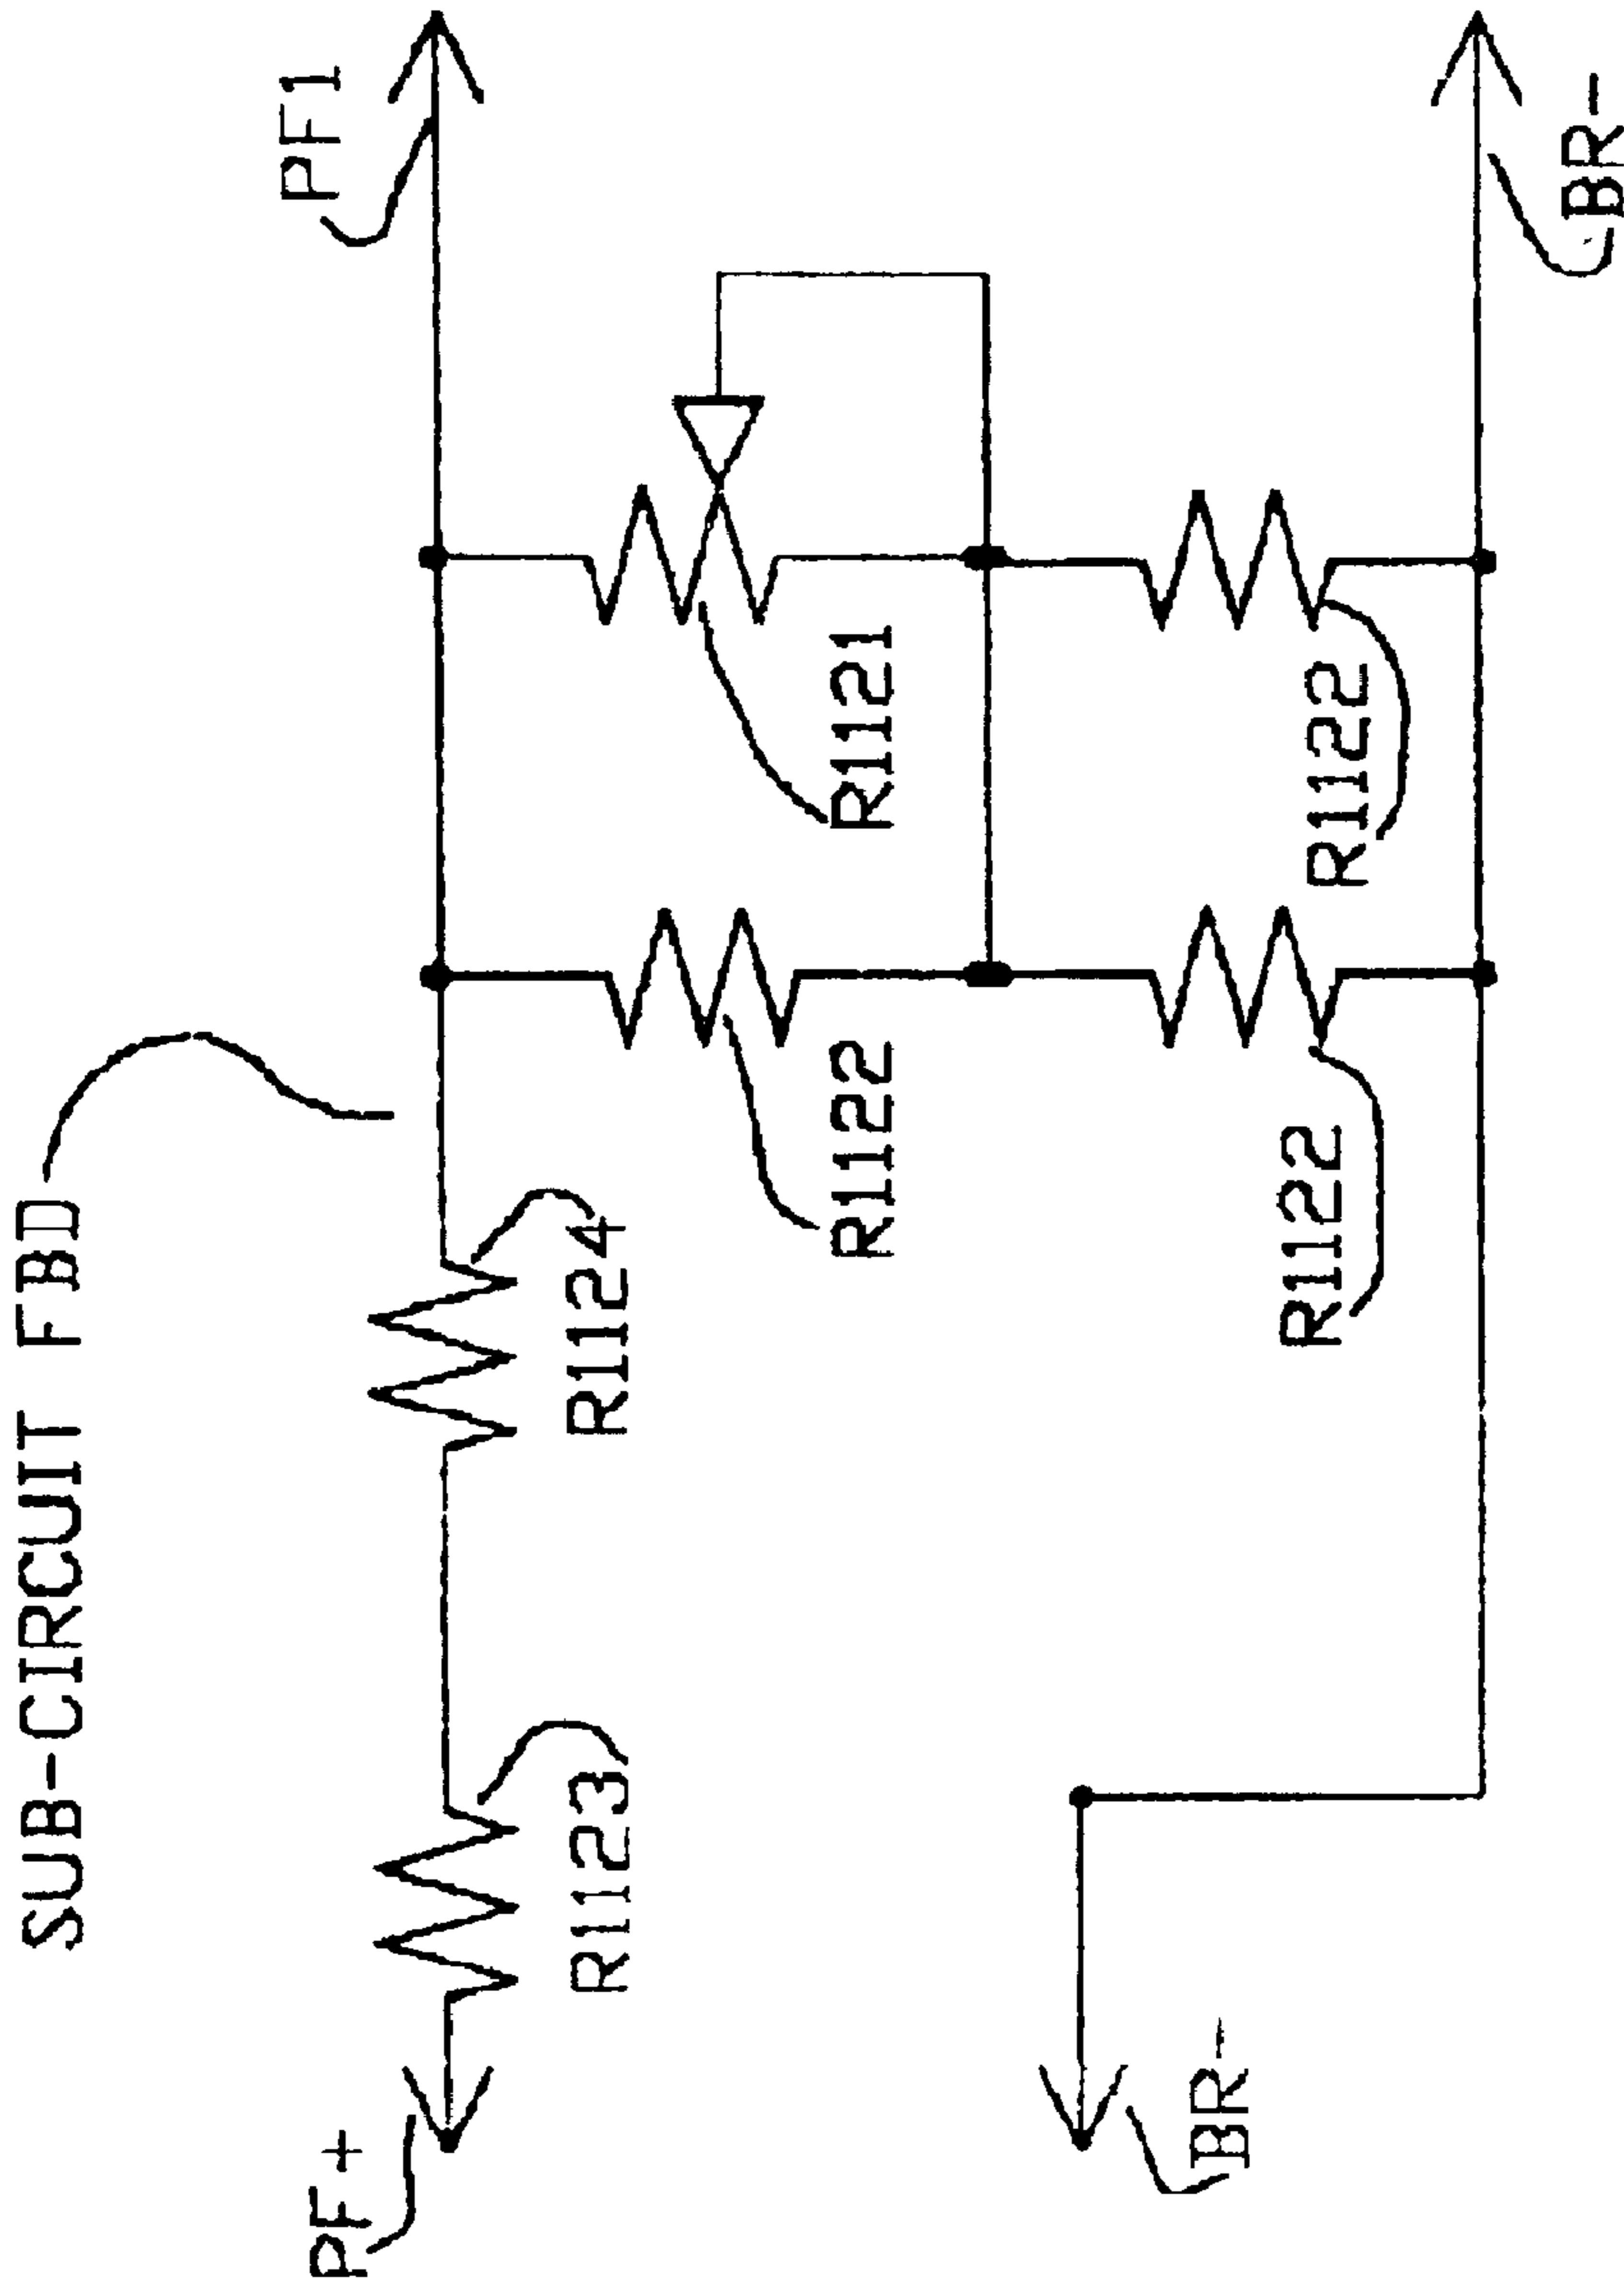 SUB-CIRCUIT FBD
PF+
PF1
R1123
R1124
R1122
R1121
BR-
R1122
R1122
BR-